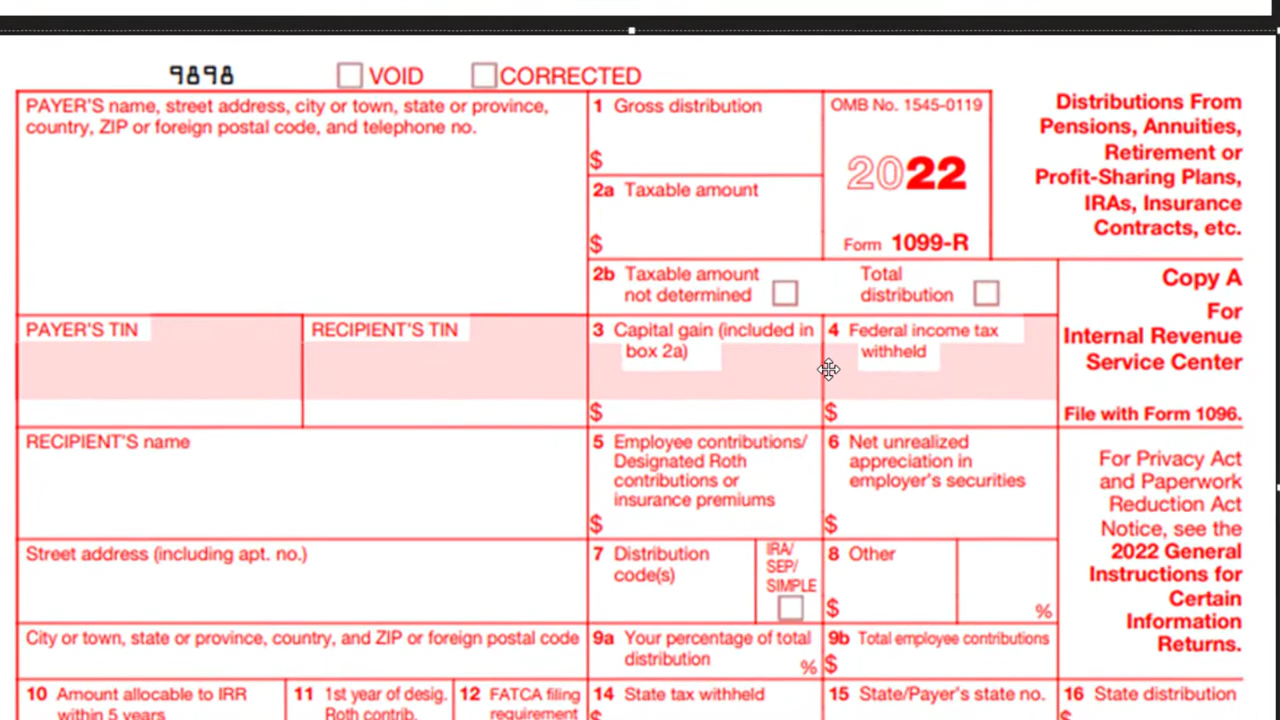 9898 VOID CORRECTED
PAYER'S name, street address, city or town, state or province,
country, ZIP or foreign postal code, and telephone no.
1 Gross distribution
$
2a Taxable amount
$
OMB No. 1545-0119
2022
Form 1099-R
Distributions From
Pensions, Annuities,
Retirement or
Profit-Sharing Plans,
IRAs, Insurance
Contracts, etc.
2b Taxable amount
not determined
Total
distribution
Copy A
For
Internal Revenue
Service Center
File with Form 1096.
PAYER'S TIN
RECIPIENT'S TIN
3 Capital gain (included in
box 2a)
$
4 Federal income tax
withheld
$
RECIPIENT'S name
5 Employee contributions/
Designated Roth
contributions or
insurance premiums
$
6 Net unrealized
appreciation in
employer's securities
$
For Privacy Act
and Paperwork
Reduction Act
Notice, see the
2022 General
Instructions for
Certain
Information
Returns.
Street address (including apt. no.)
7 Distribution
code(s)
IRA/
SEP/
SIMPLE
8 Other
$
%
City or town, state or province, country, and ZIP or foreign postal code
9a Your percentage of total
distribution
%
9b Total employee contributions
$
10 Amount allocable to IRR
within 5 years
11 1st year of desig.
Roth contrib.
12 FATCA filing
requirement
14 State tax withheld
$
15 State/Payer's state no.
16 State distribution
$